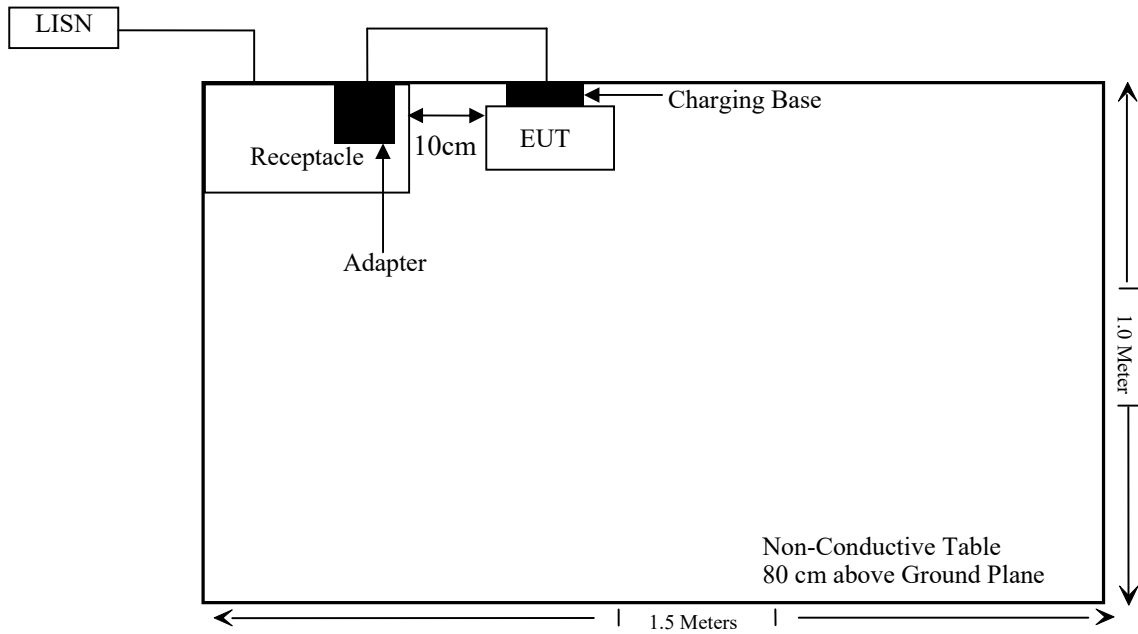 LISN
Charging Base
EUT
10cm
Receptacle
Adapter
1.0 Meter
Non-Conductive Table
80 cm above Ground Plane
1.5 Meters